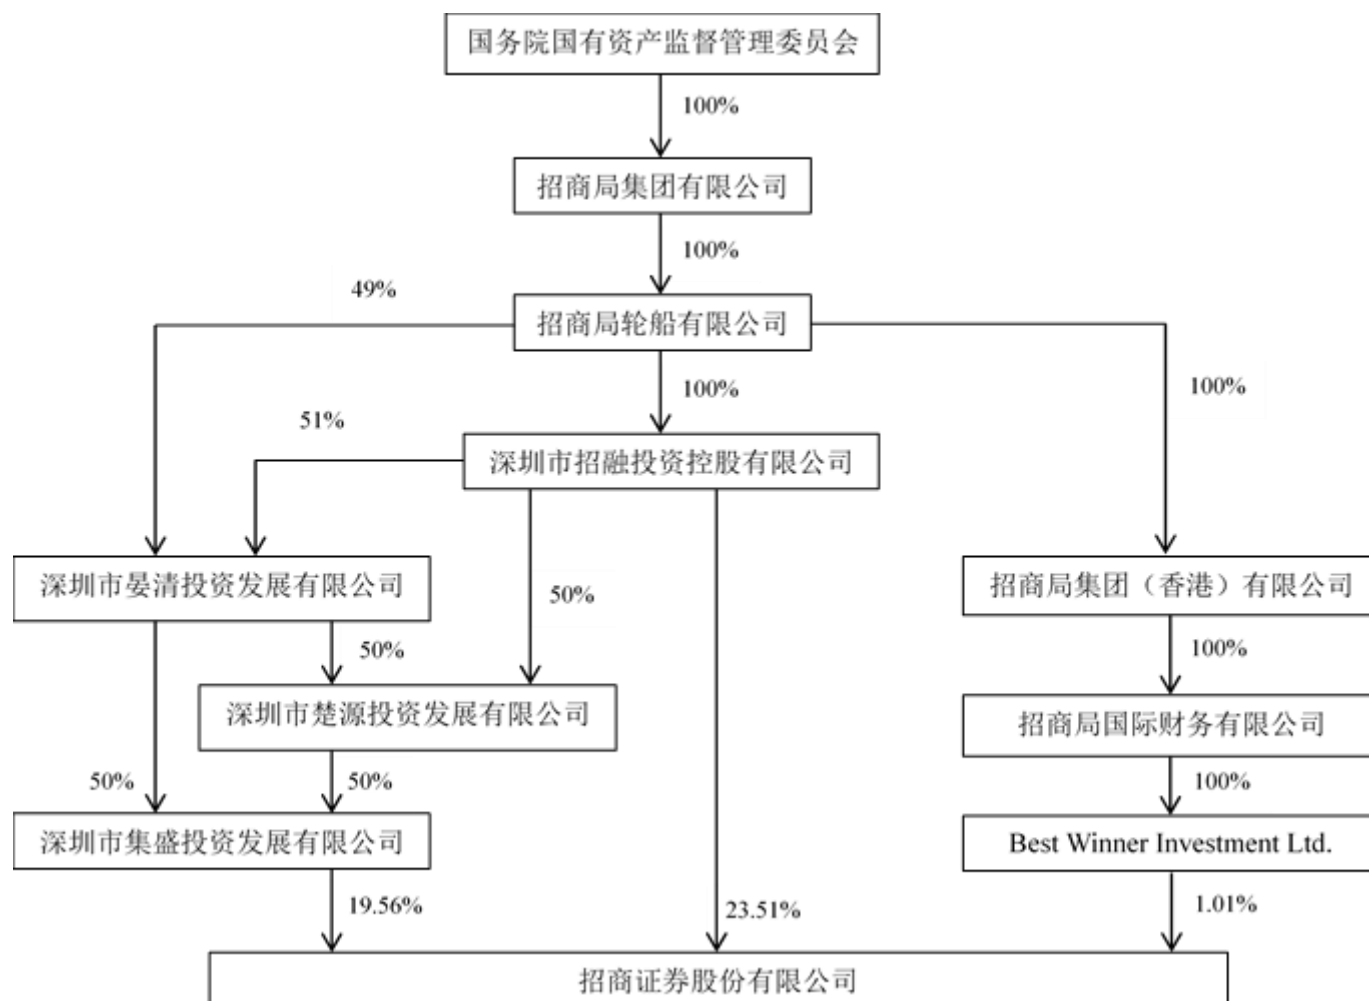 国务院国有资产监督管理委员会
100%
招商局集团有限公司
100%
49%
招商局轮船有限公司
100%
100%
51%
深圳市招融投资控股有限公司
深圳市晏清投资发展有限公司
50%
招商局集团（香港）有限公司
50%
100%
深圳市楚源投资发展有限公司
招商局国际财务有限公司
50%
50%
100%
深圳市集盛投资发展有限公司
Best Winner Investment Ltd.
19.56%
23.51%
1.01%
招商证券股份有限公司